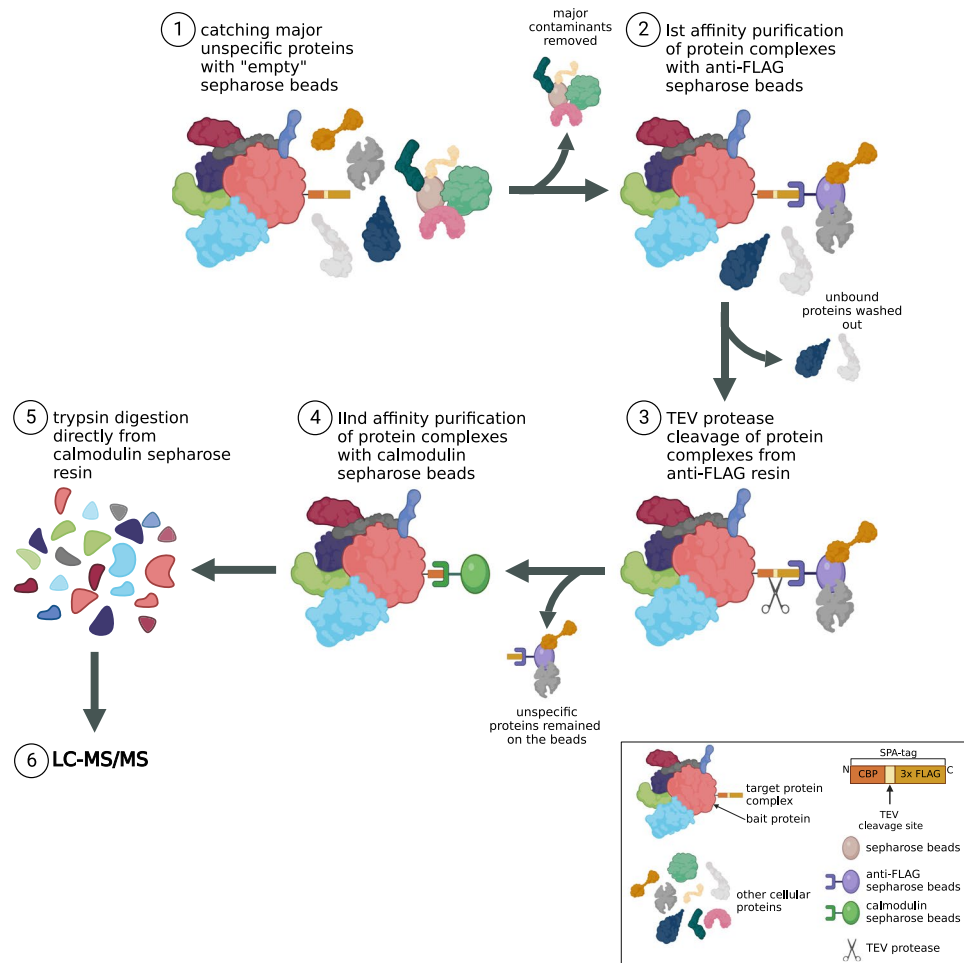 1
catching major
unspecific proteins
with "empty"
sepharose beads
major
contaminants
removed
2
Ist affinity purification
of protein complexes
with anti-FLAG
sepharose beads
unbound
proteins washed
out
3
TEV protease
cleavage of protein
complexes from
anti-FLAG resin
4
IInd affinity purification
of protein complexes
with calmodulin
sepharose beads
unspecific
proteins remained
on the beads
5
trypsin digestion
directly from
calmodulin sepharose
resin
6
LC-MS/MS
target protein
complex
bait protein
other cellular
proteins
SPA-tag
N CBP 3x FLAG C
TEV
cleavage site
sepharose beads
anti-FLAG
sepharose beads
calmodulin
sepharose beads
TEV protease